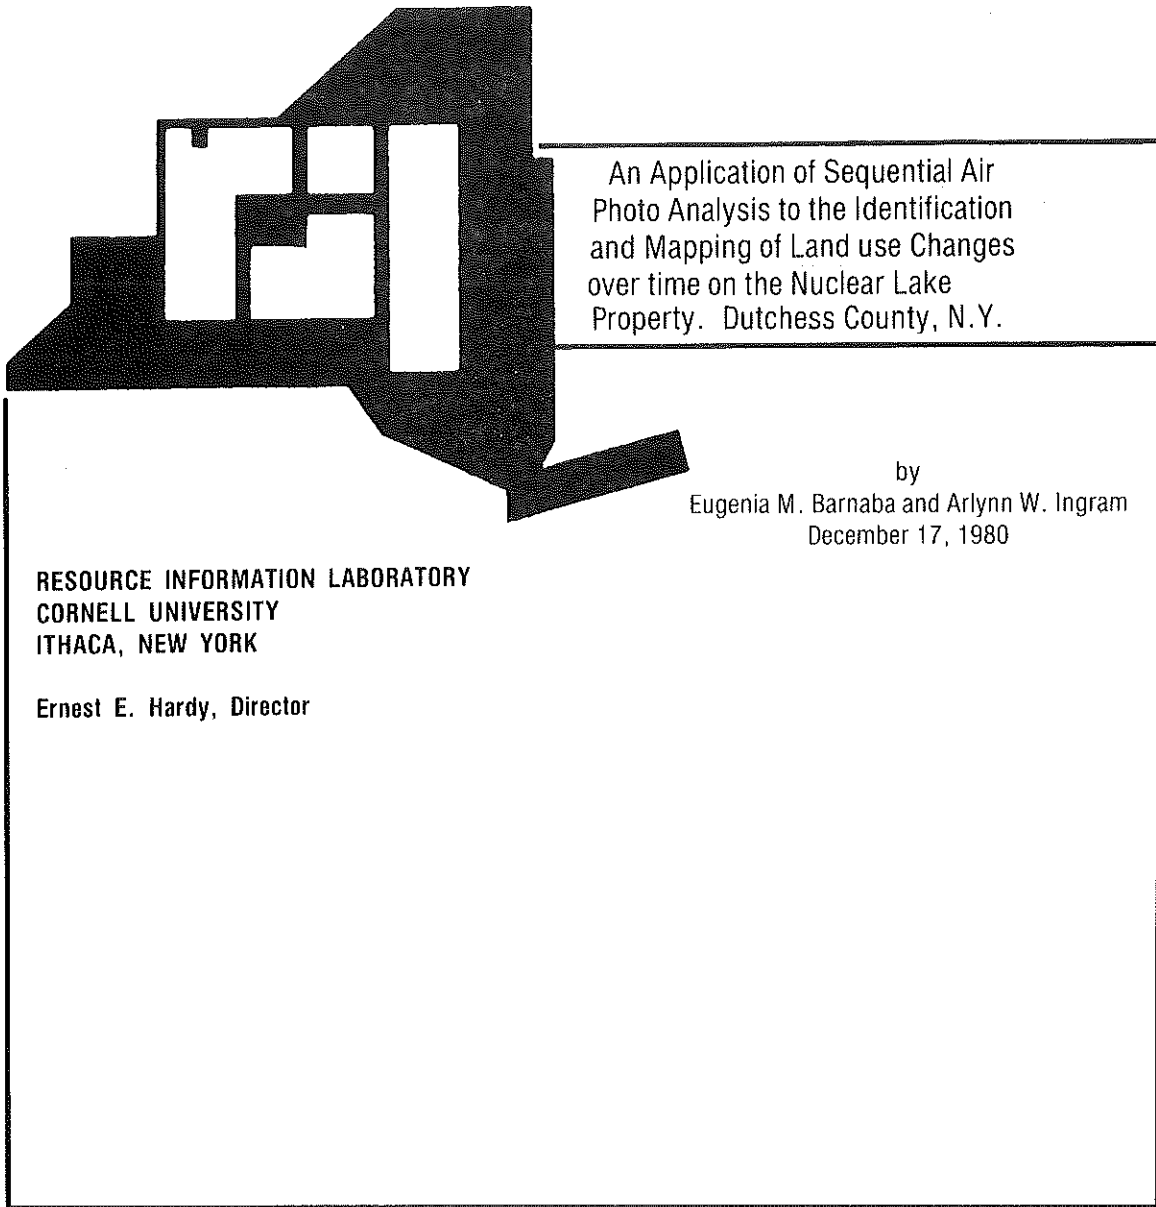 An Application of Sequential Air
Photo Analysis to the Identification
and Mapping of Land use Changes
over time on the Nuclear Lake
Property. Dutchess County, N.Y.
by
Eugenia M. Barnaba and Arlynn W. Ingram
December 17, 1980
RESOURCE INFORMATION LABORATORY
CORNELL UNIVERSITY
ITHACA, NEW YORK
Ernest E. Hardy, Director